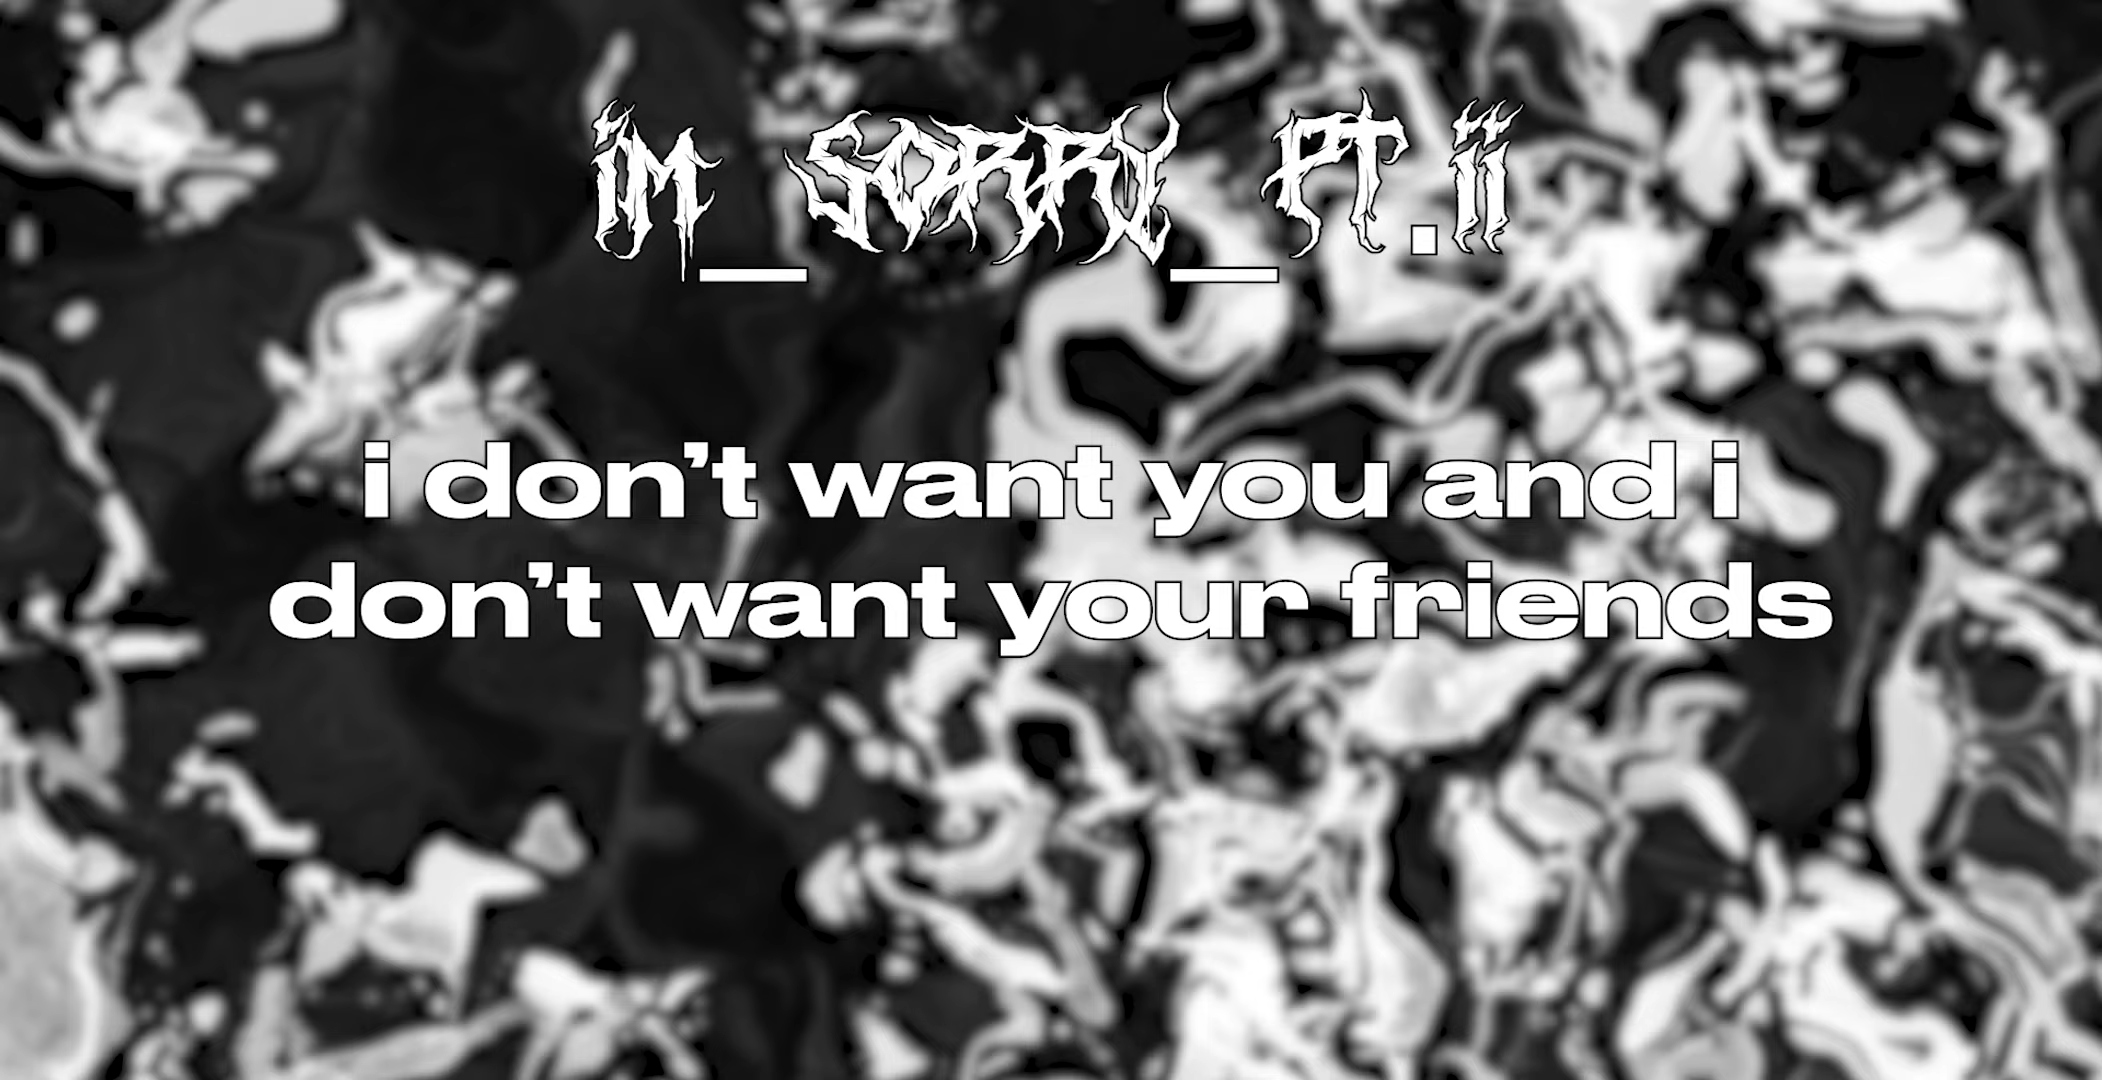 im_sorry_pt.ii
i don’t want you and i
don’t want your friends